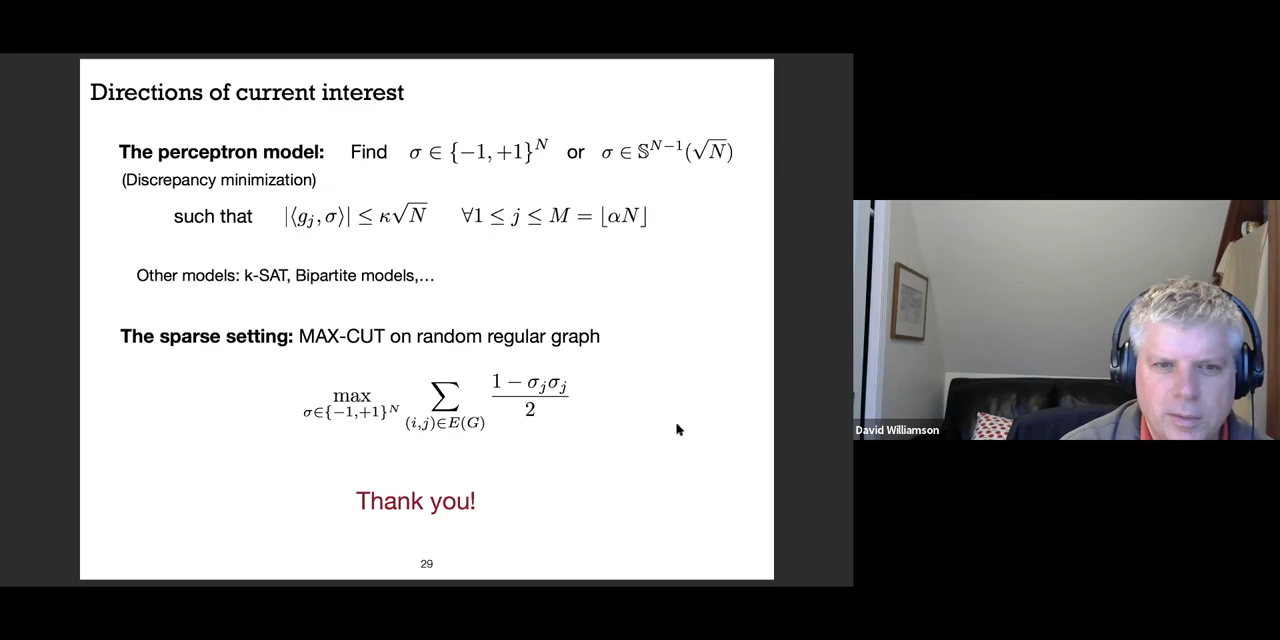 Directions of current interest
The perceptron model: Find σ ∈ {−1, +1}^N or σ ∈ 𝕊^{N−1}(√N)
(Discrepancy minimization)
such that |⟨g_j, σ⟩| ≤ κ√N ∀1 ≤ j ≤ M = ⌊αN⌋
Other models: k-SAT, Bipartite models,...
The sparse setting: MAX-CUT on random regular graph
max_{σ∈{−1,+1}^N} ∑_{(i,j)∈E(G)} (1 − σ_jσ_j)/2
Thank you!
29
David Williamson